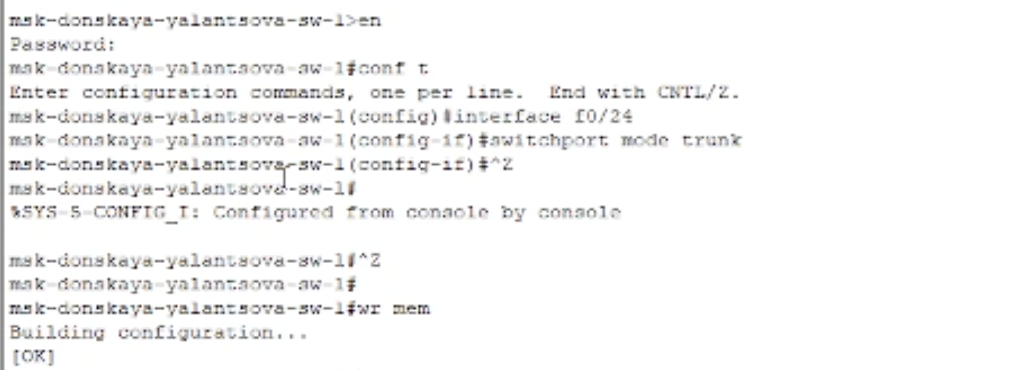 msk-donskaya-yalantsova-sw-1>en
Password:
msk-donskaya-yalantsova-sw-1#conf t
Enter configuration commands, one per line.  End with CNTL/Z.
msk-donskaya-yalantsova-sw-1(config)#interface f0/24
msk-donskaya-yalantsova-sw-1(config-if)#switchport mode trunk
msk-donskaya-yalantsova-sw-1(config-if)#^Z
msk-donskaya-yalantsova-sw-1#
%SYS-5-CONFIG_I: Configured from console by console
msk-donskaya-yalantsova-sw-1#^Z
msk-donskaya-yalantsova-sw-1#
msk-donskaya-yalantsova-sw-1#wr mem
Building configuration...
[OK]